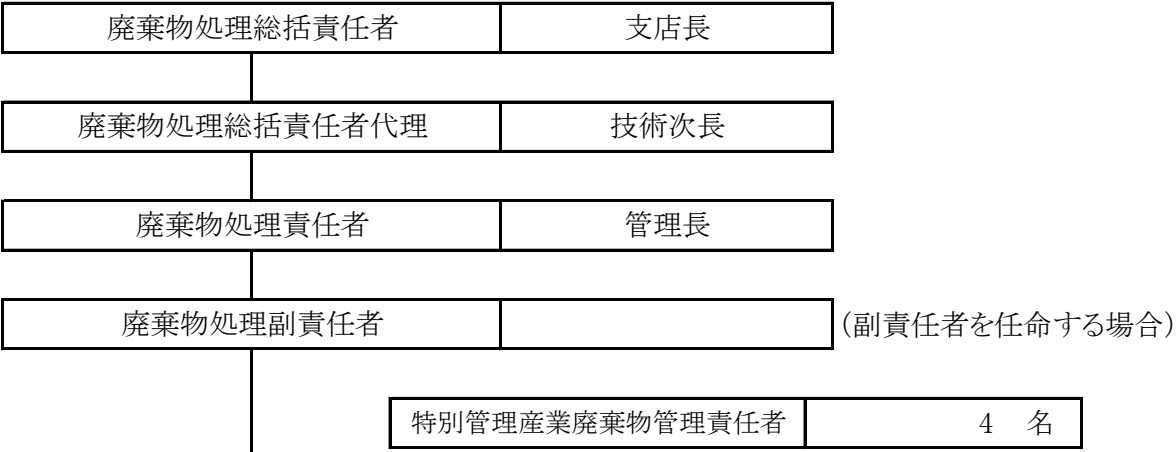 廃棄物処理総括責任者 支店長
廃棄物処理総括責任者代理 技術次長
廃棄物処理責任者 管理長
廃棄物処理副責任者 (副責任者を任命する場合)
特別管理産業廃棄物管理責任者 4 名